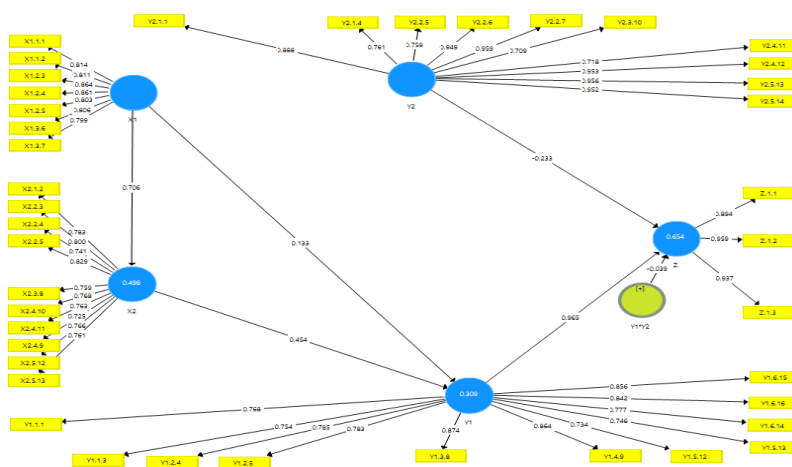 Y2.1.1
Y2.1.4
Y2.2.5
Y2.2.6
Y2.2.7
Y2.3.10
X1.1.1
X1.1.2
X1.2.3
X1.2.4
X1.2.5
X1.3.6
X1.3.7
0.814
0.811
0.864
0.861
0.803
0.806
0.799
X1
0.888
0.761
0.759
0.949
0.959
0.709
Y2
0.718
0.953
0.956
0.952
Y2.4.11
Y2.4.12
Y2.5.13
Y2.5.14
0.706
-0.233
0.133
X2.1.2
X2.2.3
X2.2.4
X2.2.5
X2.3.8
X2.4.10
X2.4.11
X2.4.9
X2.5.12
X2.5.13
0.783
0.800
0.741
0.829
0.759
0.768
0.763
0.725
0.766
0.761
0.498
X2
0.454
0.654
Z
0.894
0.959
0.937
Z.1.1
Z.1.2
Z.1.3
-0.039
[+]
Y1*Y2
0.965
0.309
Y1
0.768
0.754
0.785
0.783
0.874
0.864
0.734
0.856
0.842
0.777
0.746
Y1.1.1
Y1.1.3
Y1.2.4
Y1.2.5
Y1.3.8
Y1.4.9
Y1.5.12
Y1.6.15
Y1.6.16
Y1.6.14
Y1.5.13